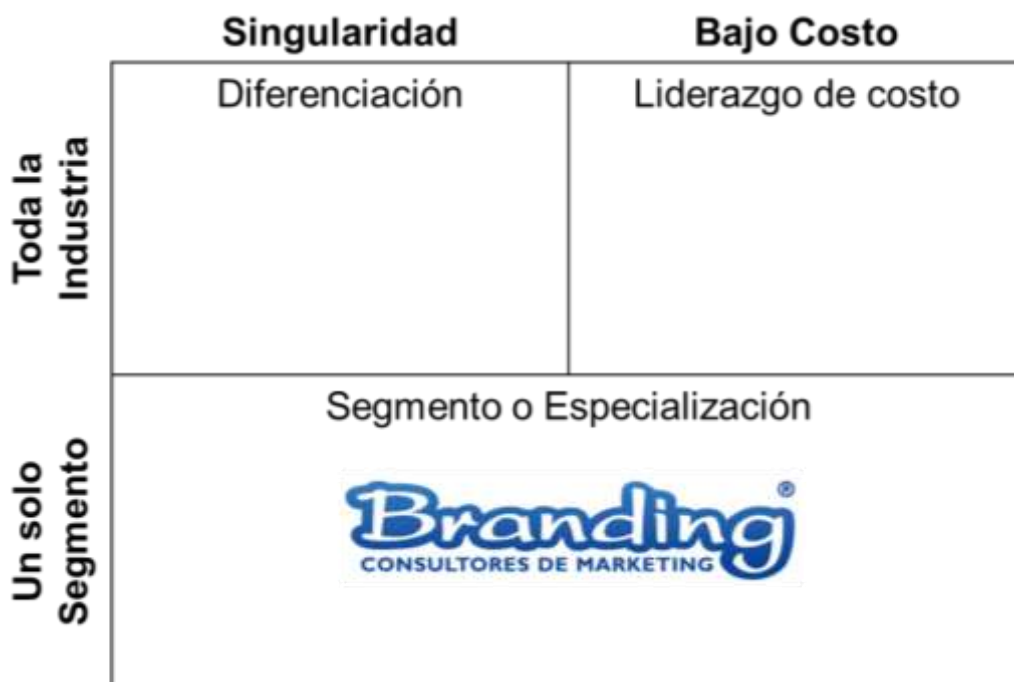 Singularidad
Bajo Costo
Toda la
Industria
Diferenciación
Liderazgo de costo
Un solo
Segmento
Segmento o Especialización
Branding®
CONSULTORES DE MARKETING